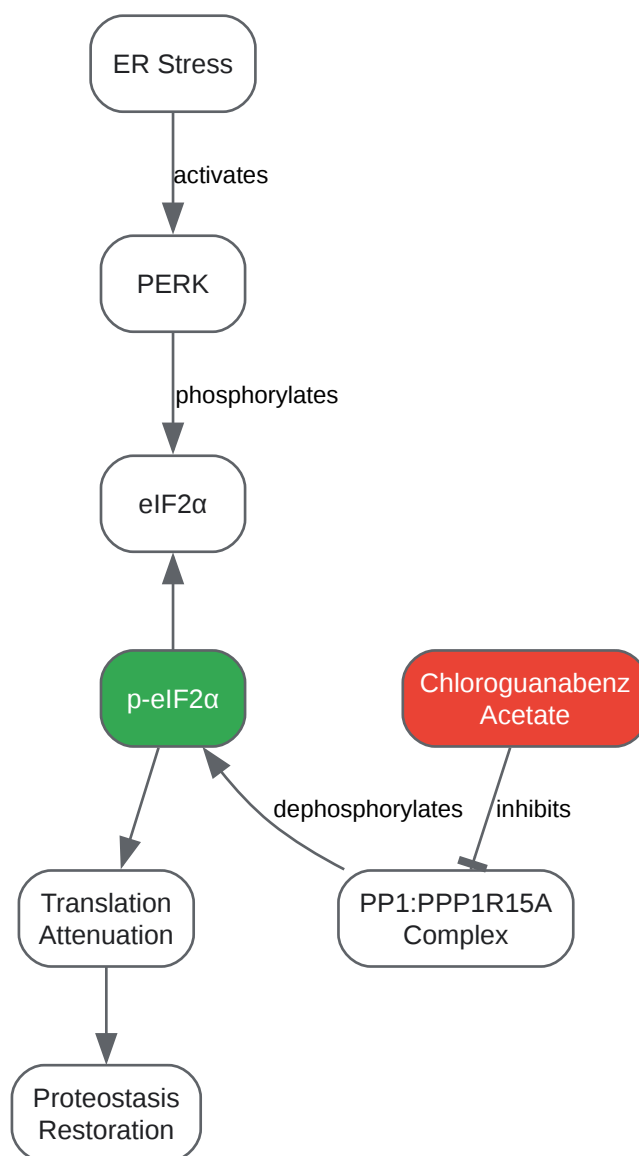 ER Stress
activates
PERK
phosphorylates
eIF2α
p-eIF2α
Chloroguanabenz
Acetate
dephosphorylates
inhibits
Translation
Attenuation
PP1:PPP1R15A
Complex
Proteostasis
Restoration